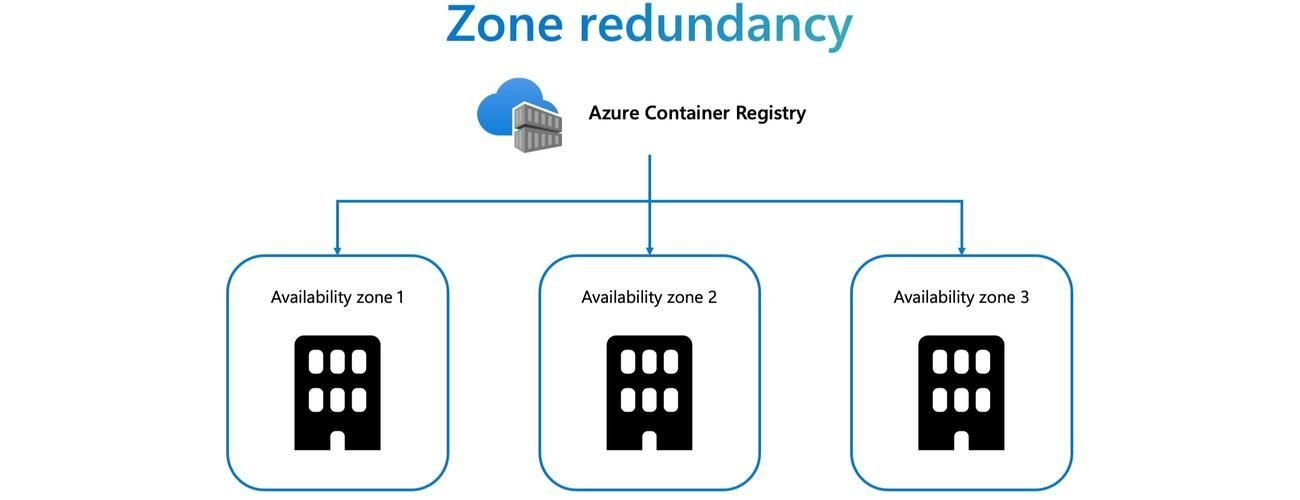 Zone redundancy
Azure Container Registry
Availability zone 1
Availability zone 2
Availability zone 3